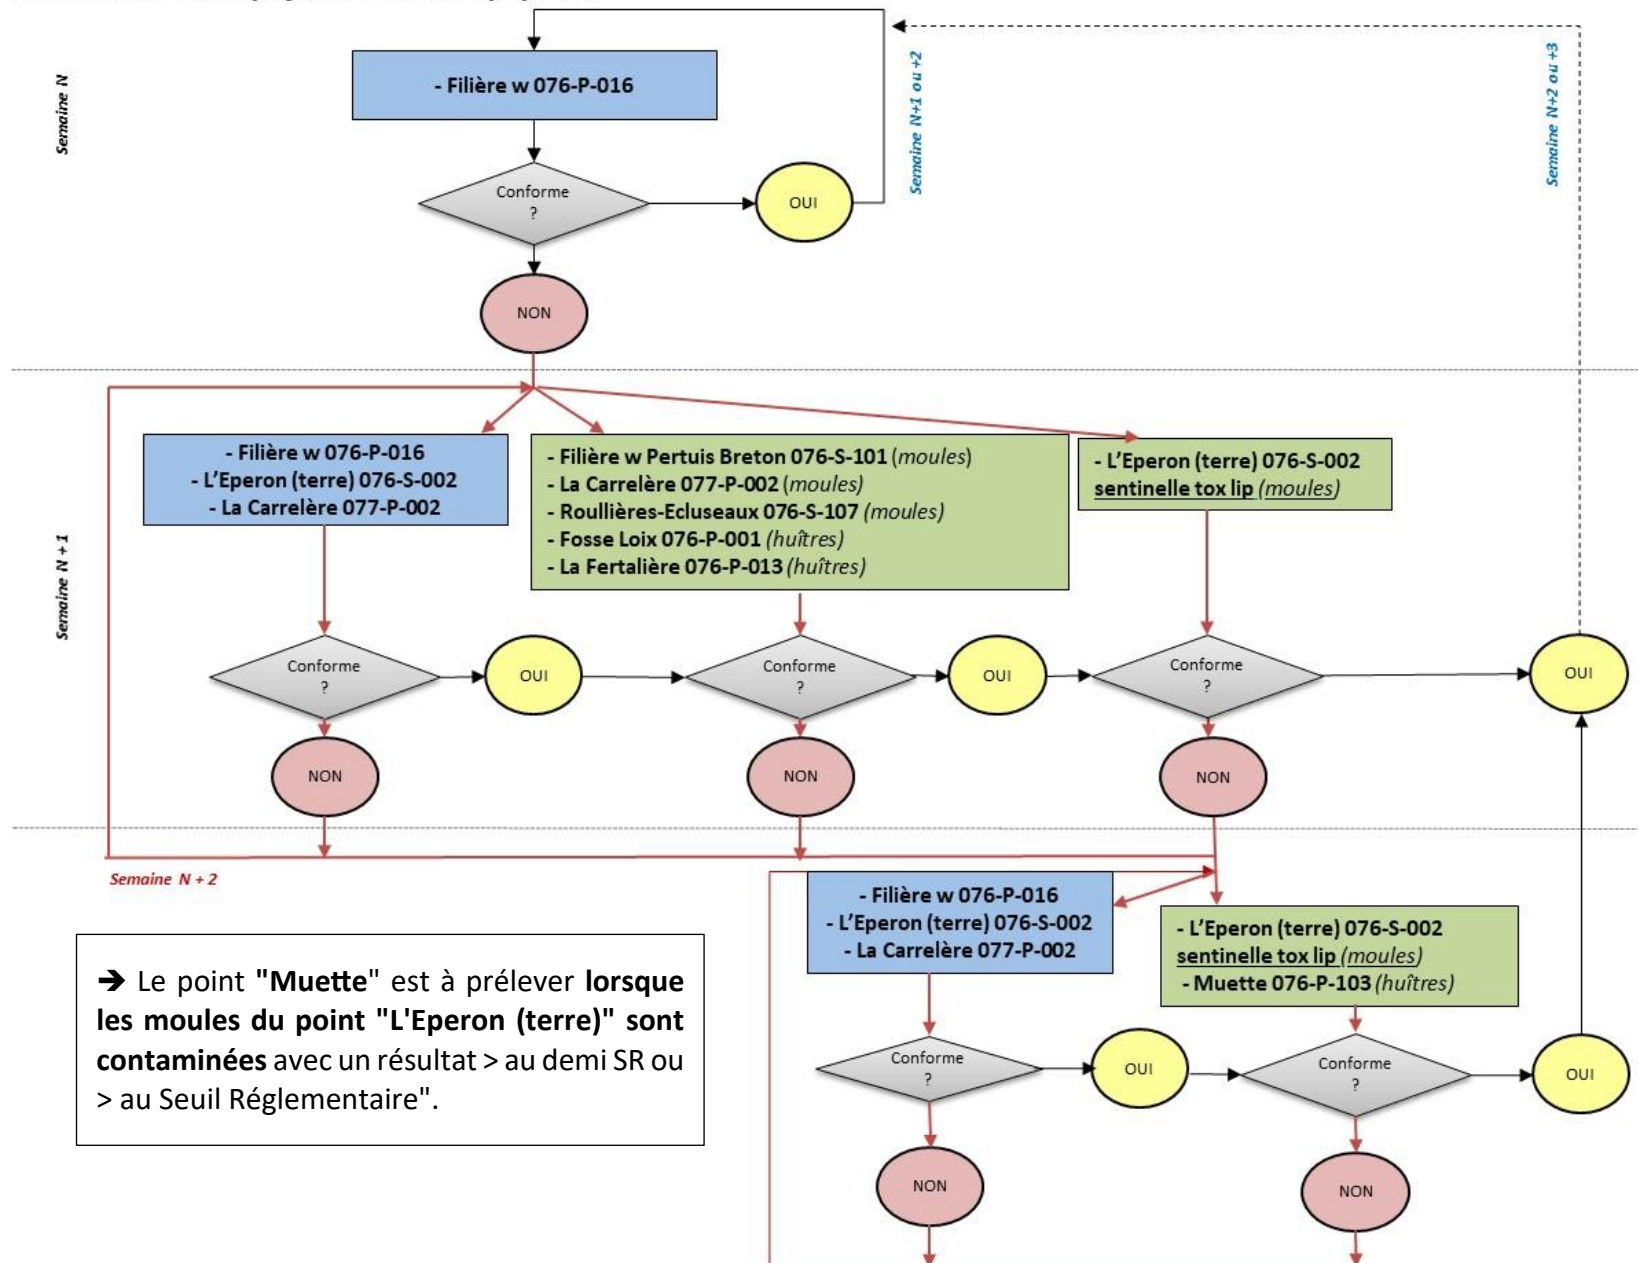 Semaine N
- Filière w 076-P-016
Conforme
?
OUI
NON
Semaine N+1 ou +2
Semaine N+2 ou +3
Semaine N + 1
- Filière w 076-P-016
- L’Eperon (terre) 076-S-002
- La Carrelère 077-P-002
- Filière w Pertuis Breton 076-S-101 (moules)
- La Carrelère 077-P-002 (moules)
- Roullières-Ecluseaux 076-S-107 (moules)
- Fosse Loix 076-P-001 (huîtres)
- La Fertalière 076-P-013 (huîtres)
- L’Eperon (terre) 076-S-002
sentinelle tox lip (moules)
Conforme
?
OUI
Conforme
?
OUI
Conforme
?
OUI
NON
NON
NON
Semaine N + 2
- Filière w 076-P-016
- L’Eperon (terre) 076-S-002
- La Carrelère 077-P-002
- L’Eperon (terre) 076-S-002
sentinelle tox lip (moules)
- Muette 076-P-103 (huîtres)
➔ Le point "Muette" est à prélever lorsque
les moules du point "L'Eperon (terre)" sont
contaminées avec un résultat > au demi SR ou
> au Seuil Réglementaire".
Conforme
?
OUI
Conforme
?
OUI
NON
NON